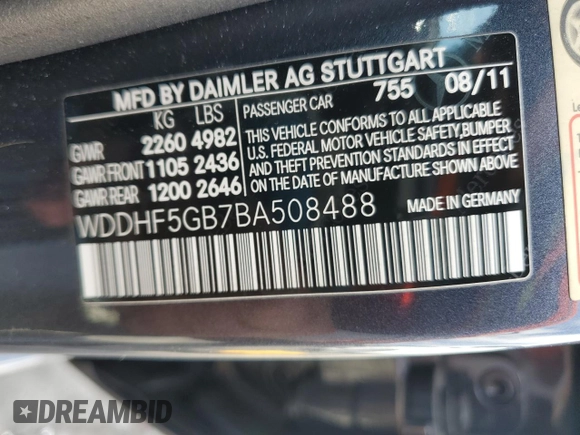 MFD BY DAIMLER AG STUTTGART
KG LBS
GVWR 2260 4982
GAWR FRONT 1105 2436
GAWR REAR 1200 2646
PASSENGER CAR 755 08/11
THIS VEHICLE CONFORMS TO ALL APPLICABLE
U.S. FEDERAL MOTOR VEHICLE SAFETY,BUMPER
AND THEFT PREVENTION STANDARDS IN EFFECT
ON THE DATE OF MANUFACTURE SHOWN ABOVE
WDDHF5GB7BA508488
MADE IN GERMANY
DREAMBID